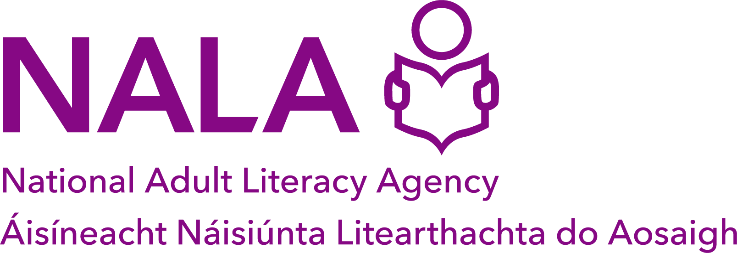 NALA
National Adult Literacy Agency
Áisíneacht Náisiúnta Litearthachta do Aosaigh